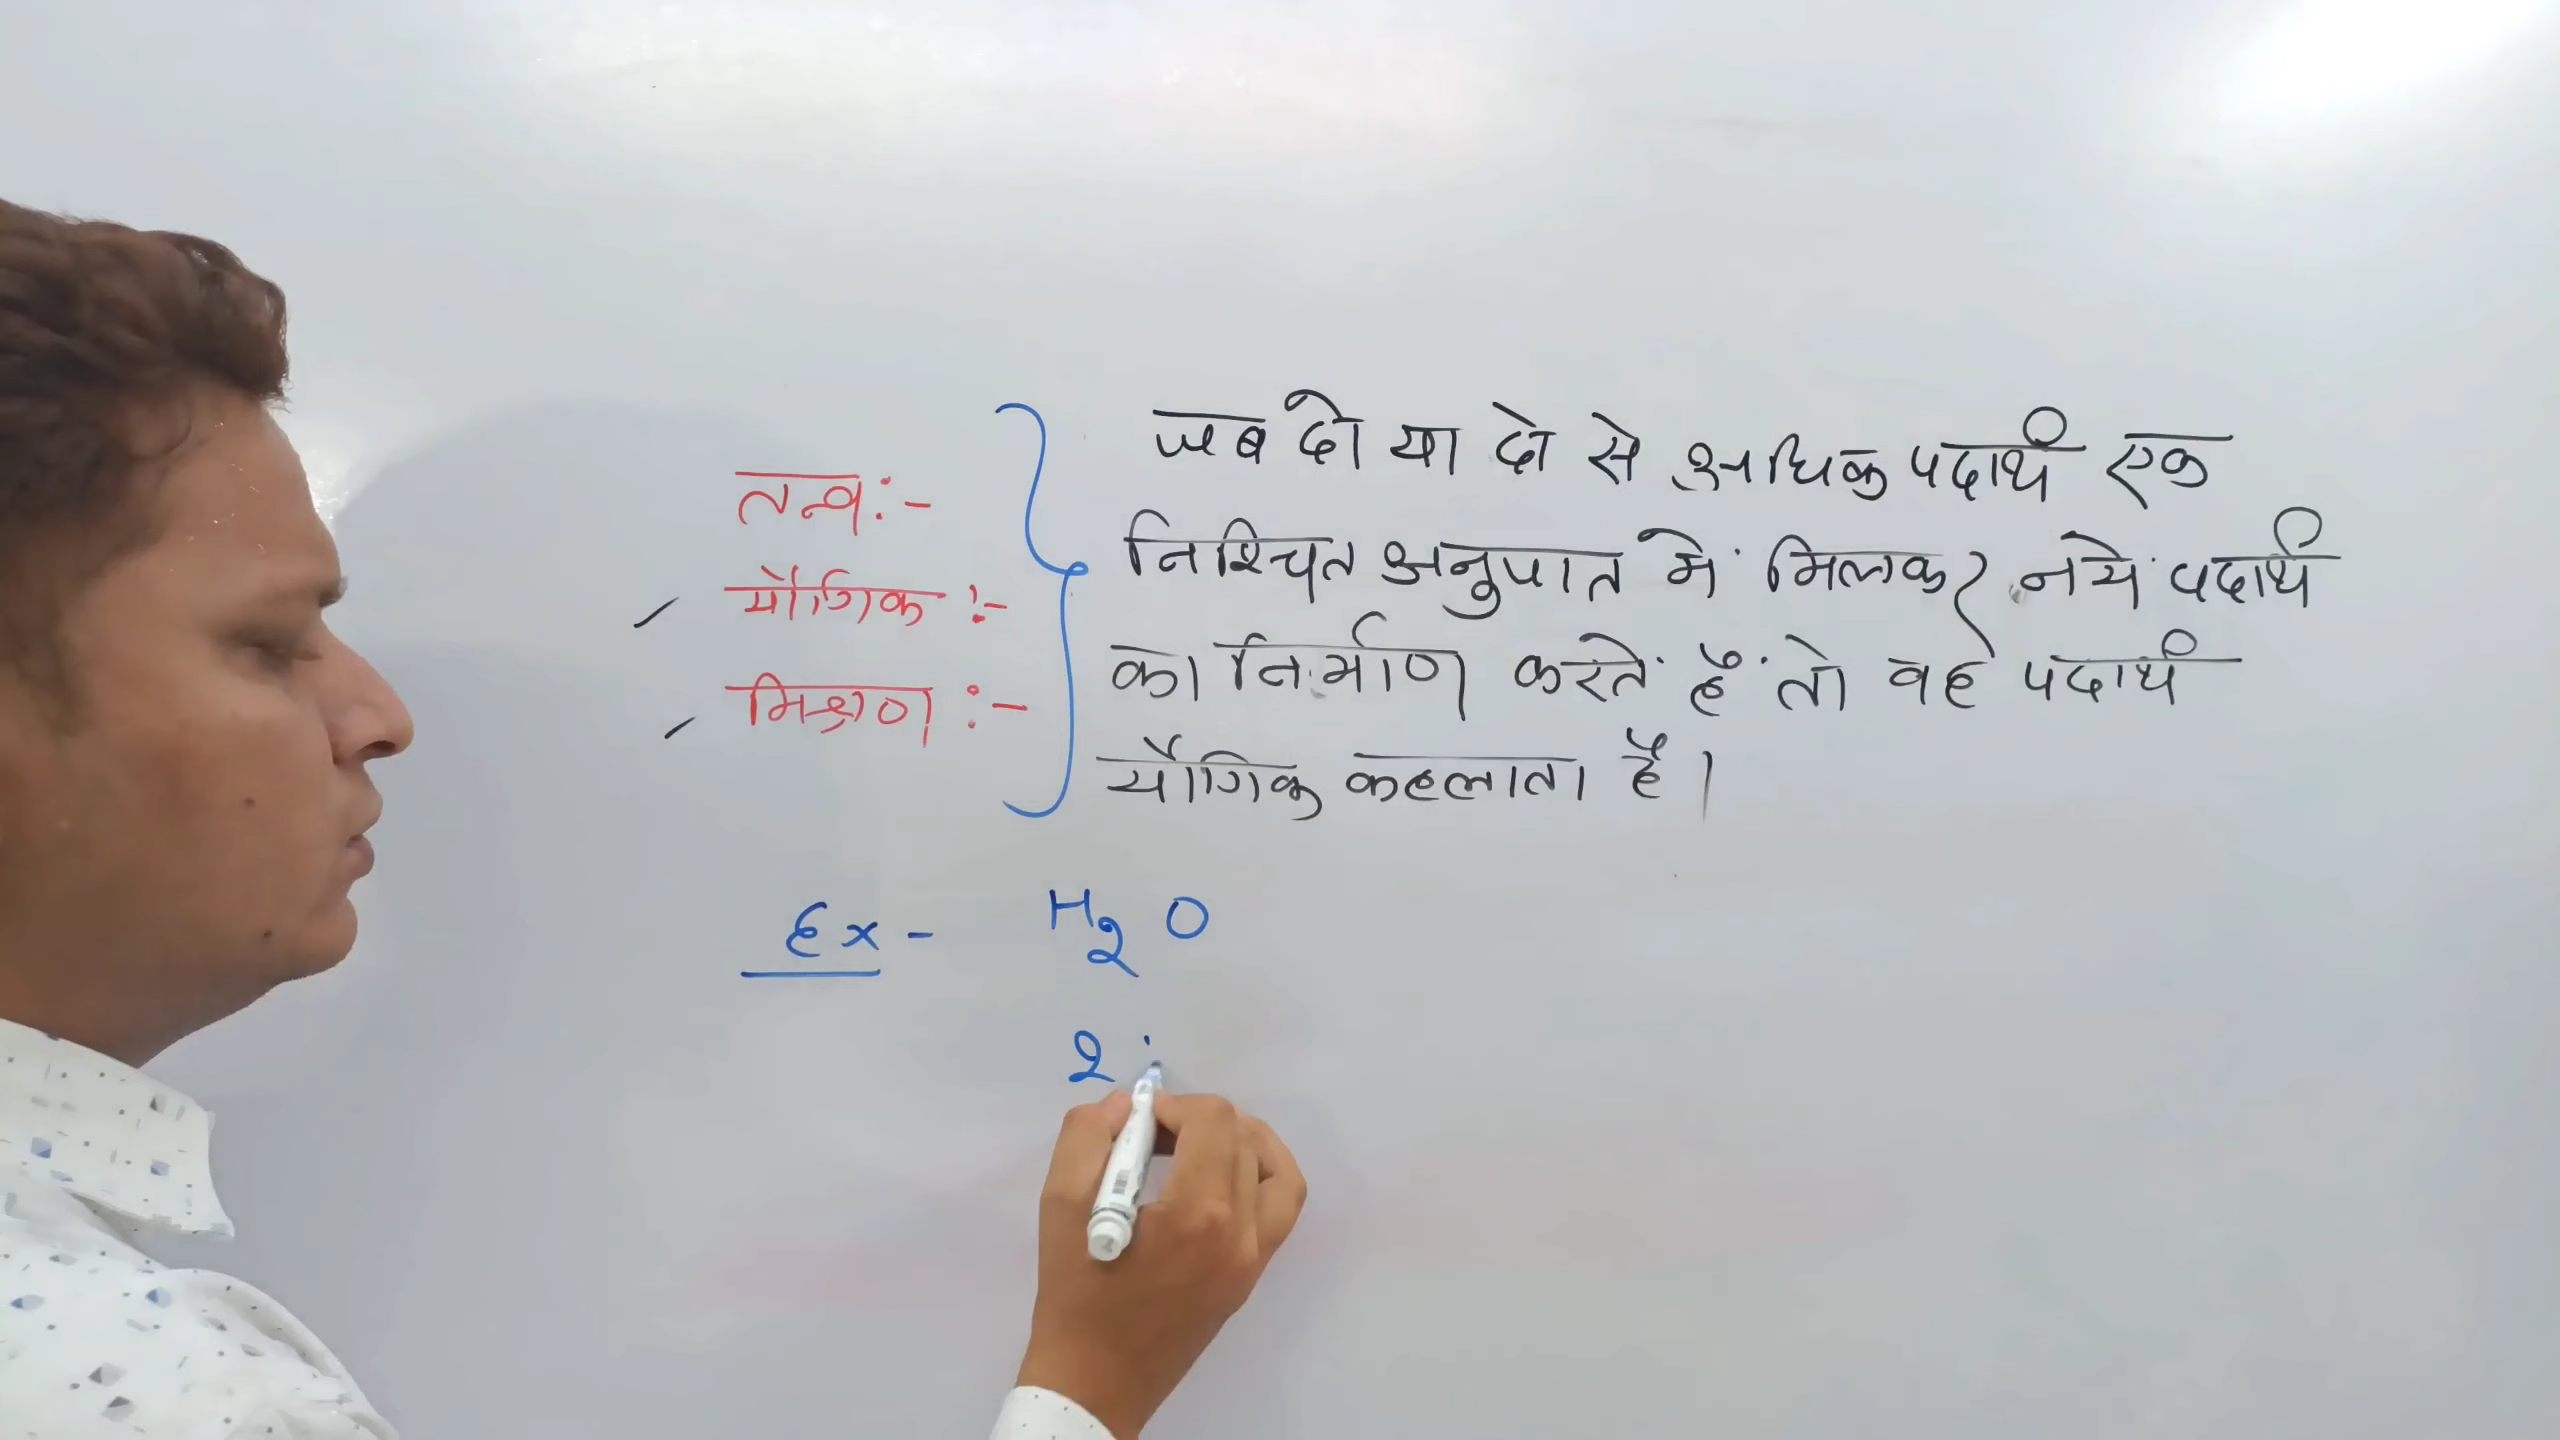 तत्व :-
यौगिक :-
मिश्रण :-
जब दो या दो से अधिक पदार्थ एक
निश्चित अनुपात में मिलकर नये पदार्थ
का निर्माण करते हैं तो वह पदार्थ
यौगिक कहलाता है।
Ex - H₂O
2 :